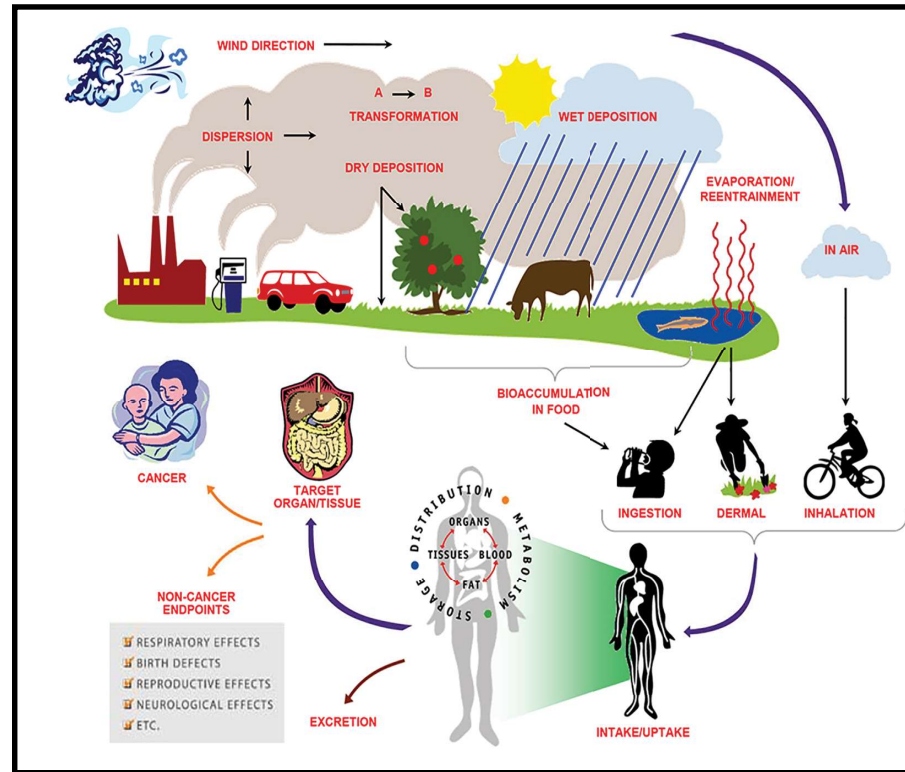 WIND DIRECTION
A B
TRANSFORMATION
DISPERSION
WET DEPOSITION
DRY DEPOSITION
EVAPORATION/
REENTRAINMENT
IN AIR
BIOACCUMULATION
IN FOOD
INGESTION
DERMAL
INHALATION
CANCER
TARGET
ORGAN/TISSUE
DISTRIBUTION
METABOLISM
STORAGE
ORGANS
TISSUES BLOOD
FAT
NON-CANCER
ENDPOINTS
RESPIRATORY EFFECTS
BIRTH DEFECTS
REPRODUCTIVE EFFECTS
NEUROLOGICAL EFFECTS
ETC.
EXCRETION
INTAKE/UPTAKE